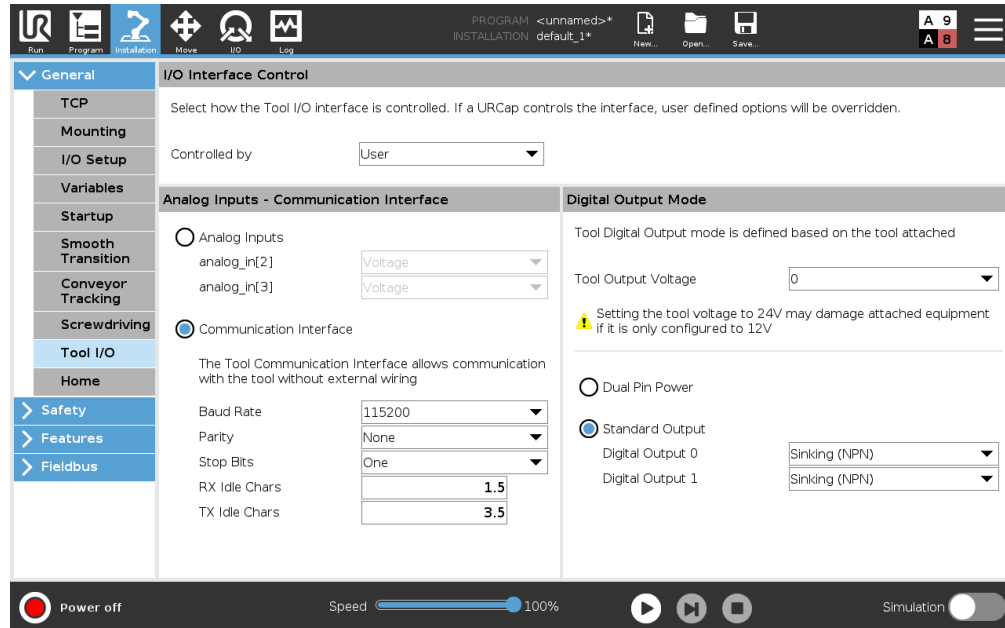 UR
Run
Program
Installation
Move
I/O
Log
PROGRAM <unnamed>*
INSTALLATION default_1*
New...
Open...
Save...
A 9
A 8
General
TCP
Mounting
I/O Setup
Variables
Startup
Smooth
Transition
Conveyor
Tracking
Screwdriving
Tool I/O
Home
Safety
Features
Fieldbus
I/O Interface Control
Select how the Tool I/O interface is controlled. If a URCap controls the interface, user defined options will be overridden.
Controlled by User
Analog Inputs - Communication Interface
Analog Inputs
analog_in[2] Voltage
analog_in[3] Voltage
Communication Interface
The Tool Communication Interface allows communication
with the tool without external wiring
Baud Rate 115200
Parity None
Stop Bits One
RX Idle Chars 1.5
TX Idle Chars 3.5
Digital Output Mode
Tool Digital Output mode is defined based on the tool attached
Tool Output Voltage 0
Setting the tool voltage to 24V may damage attached equipment
if it is only configured to 12V
Dual Pin Power
Standard Output
Digital Output 0 Sinking (NPN)
Digital Output 1 Sinking (NPN)
Power off
Speed 100%
Simulation